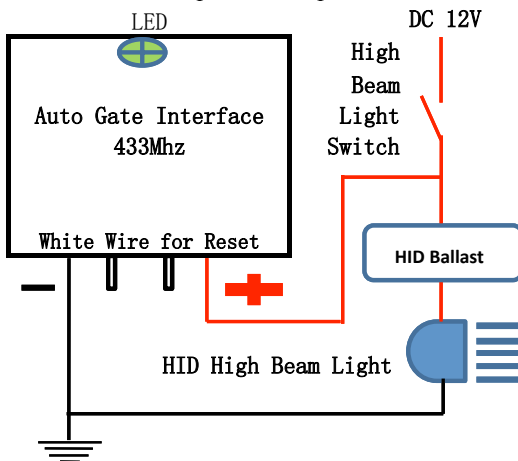 LED
DC 12V
High
Beam
Light
Switch
Auto Gate Interface
433Mhz
White Wire for Reset
HID Ballast
HID High Beam Light